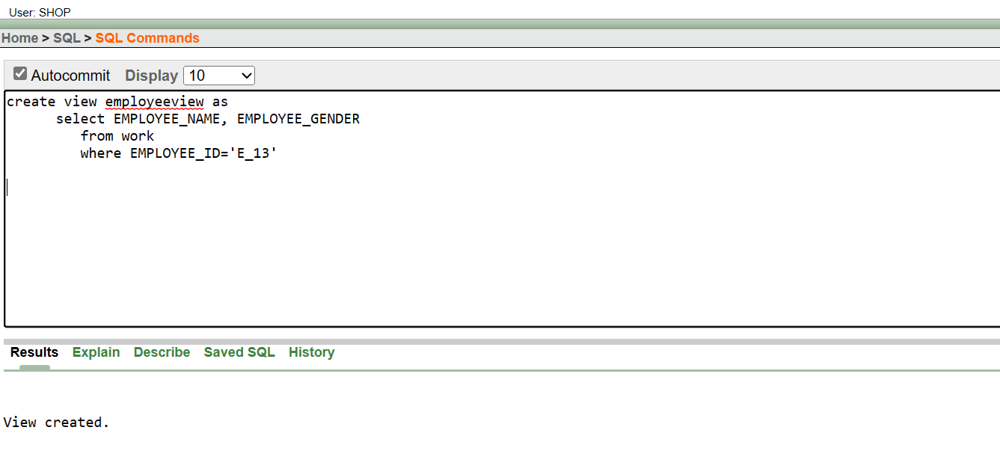 User: SHOP
Home > SQL > SQL Commands
Autocommit Display 10
create view employeeview as
select EMPLOYEE_NAME, EMPLOYEE_GENDER
from work
where EMPLOYEE_ID='E_13'
Results Explain Describe Saved SQL History
View created.